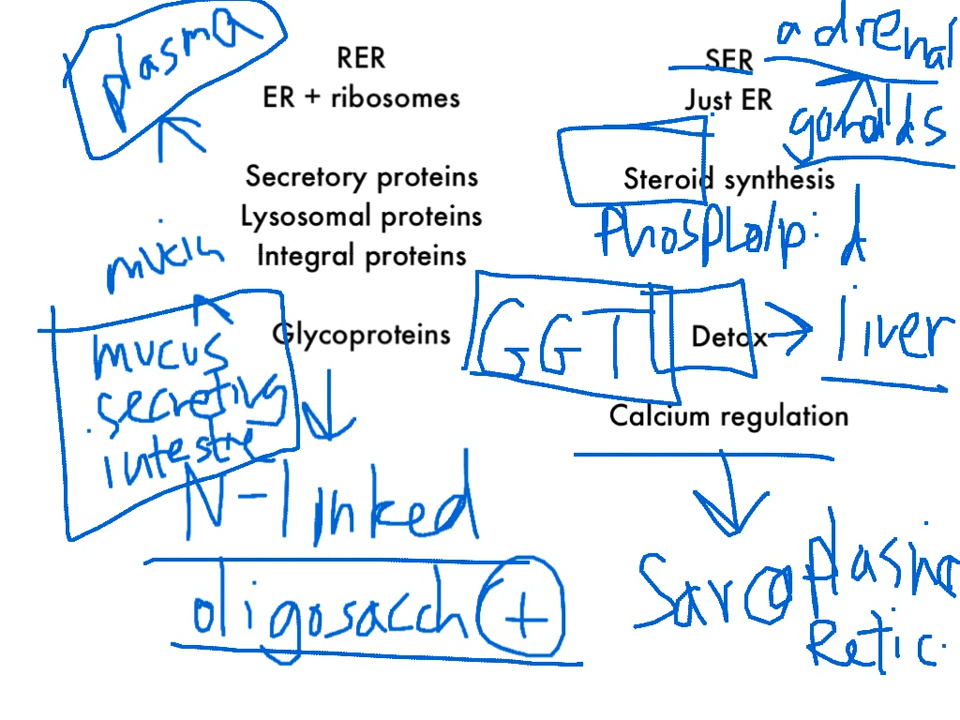 plasma
RER
ER + ribosomes
SER
Just ER
adrenal
gonads
Secretory proteins
Lysosomal proteins
Integral proteins
Steroid synthesis
Phospholipid
mucin
mucus
secreting
intestine
Glycoproteins
GGT
Detox → liver
Calcium regulation
N-linked
oligosacch +
Sarcoplasmic
Retic.